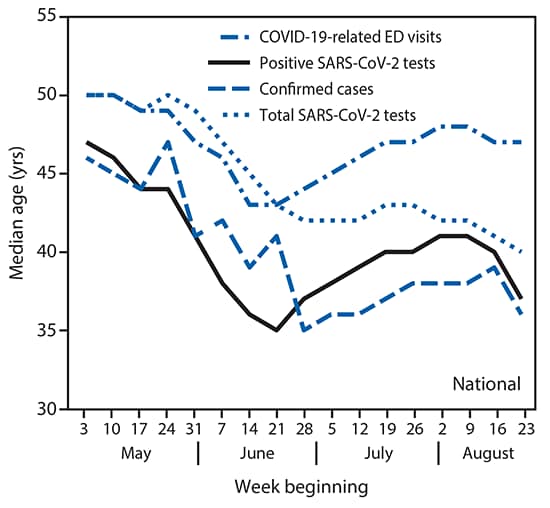 55
50
45
40
35
30
Median age (yrs)
COVID-19-related ED visits
Positive SARS-CoV-2 tests
Confirmed cases
Total SARS-CoV-2 tests
National
3 10 17 24 31 7 14 21 28 5 12 19 26 2 9 16 23
May June July August
Week beginning